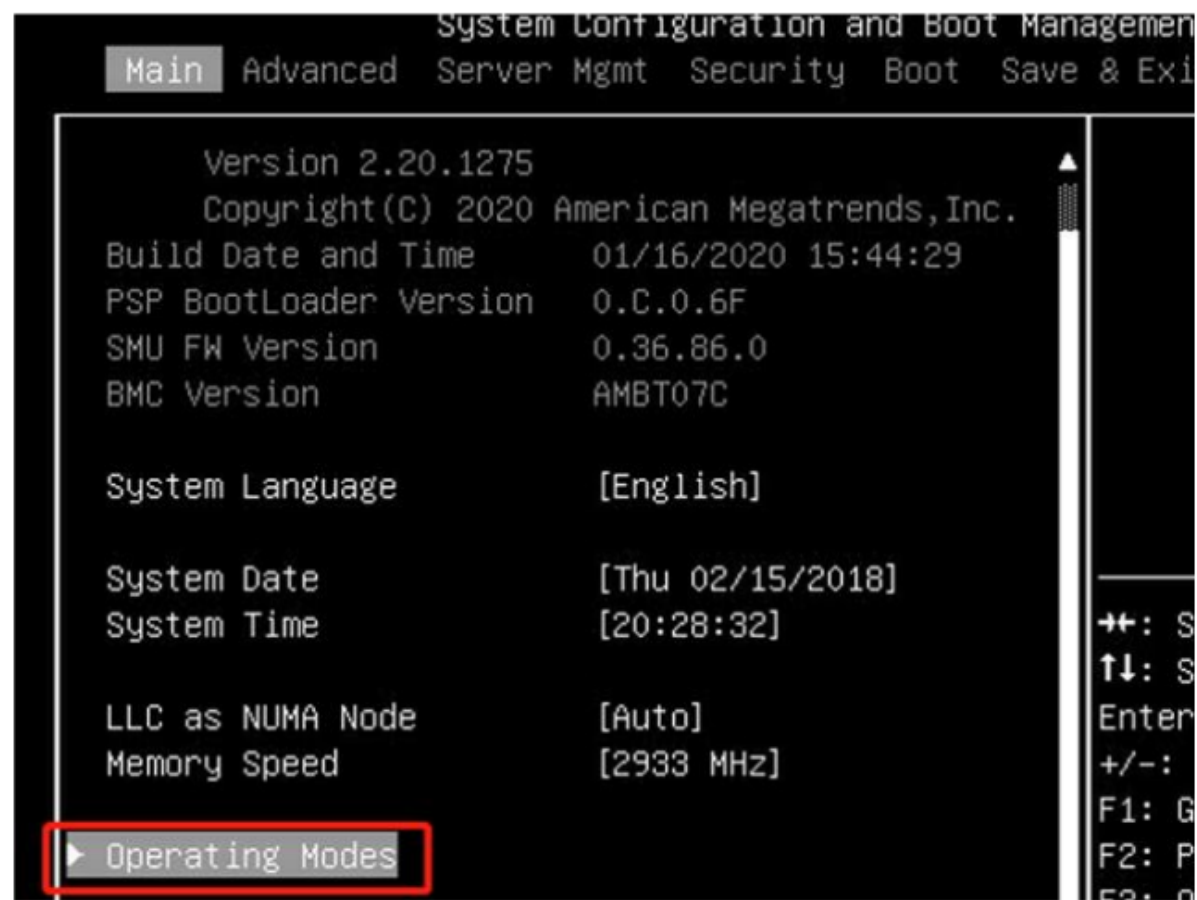 System Configuration and Boot Managemen
Main Advanced Server Mgmt Security Boot Save & Exi
Version 2.20.1275
Copyright(C) 2020 American Megatrends,Inc.
Build Date and Time 01/16/2020 15:44:29
PSP BootLoader Version 0.C.0.6F
SMU FW Version 0.36.86.0
BMC Version AMBT07C
System Language [English]
System Date [Thu 02/15/2018]
System Time [20:28:32]
LLC as NUMA Node [Auto]
Memory Speed [2933 MHz]
▶ Operating Modes
→←: S
↑↓: S
Enter
+/-:
F1: G
F2: P